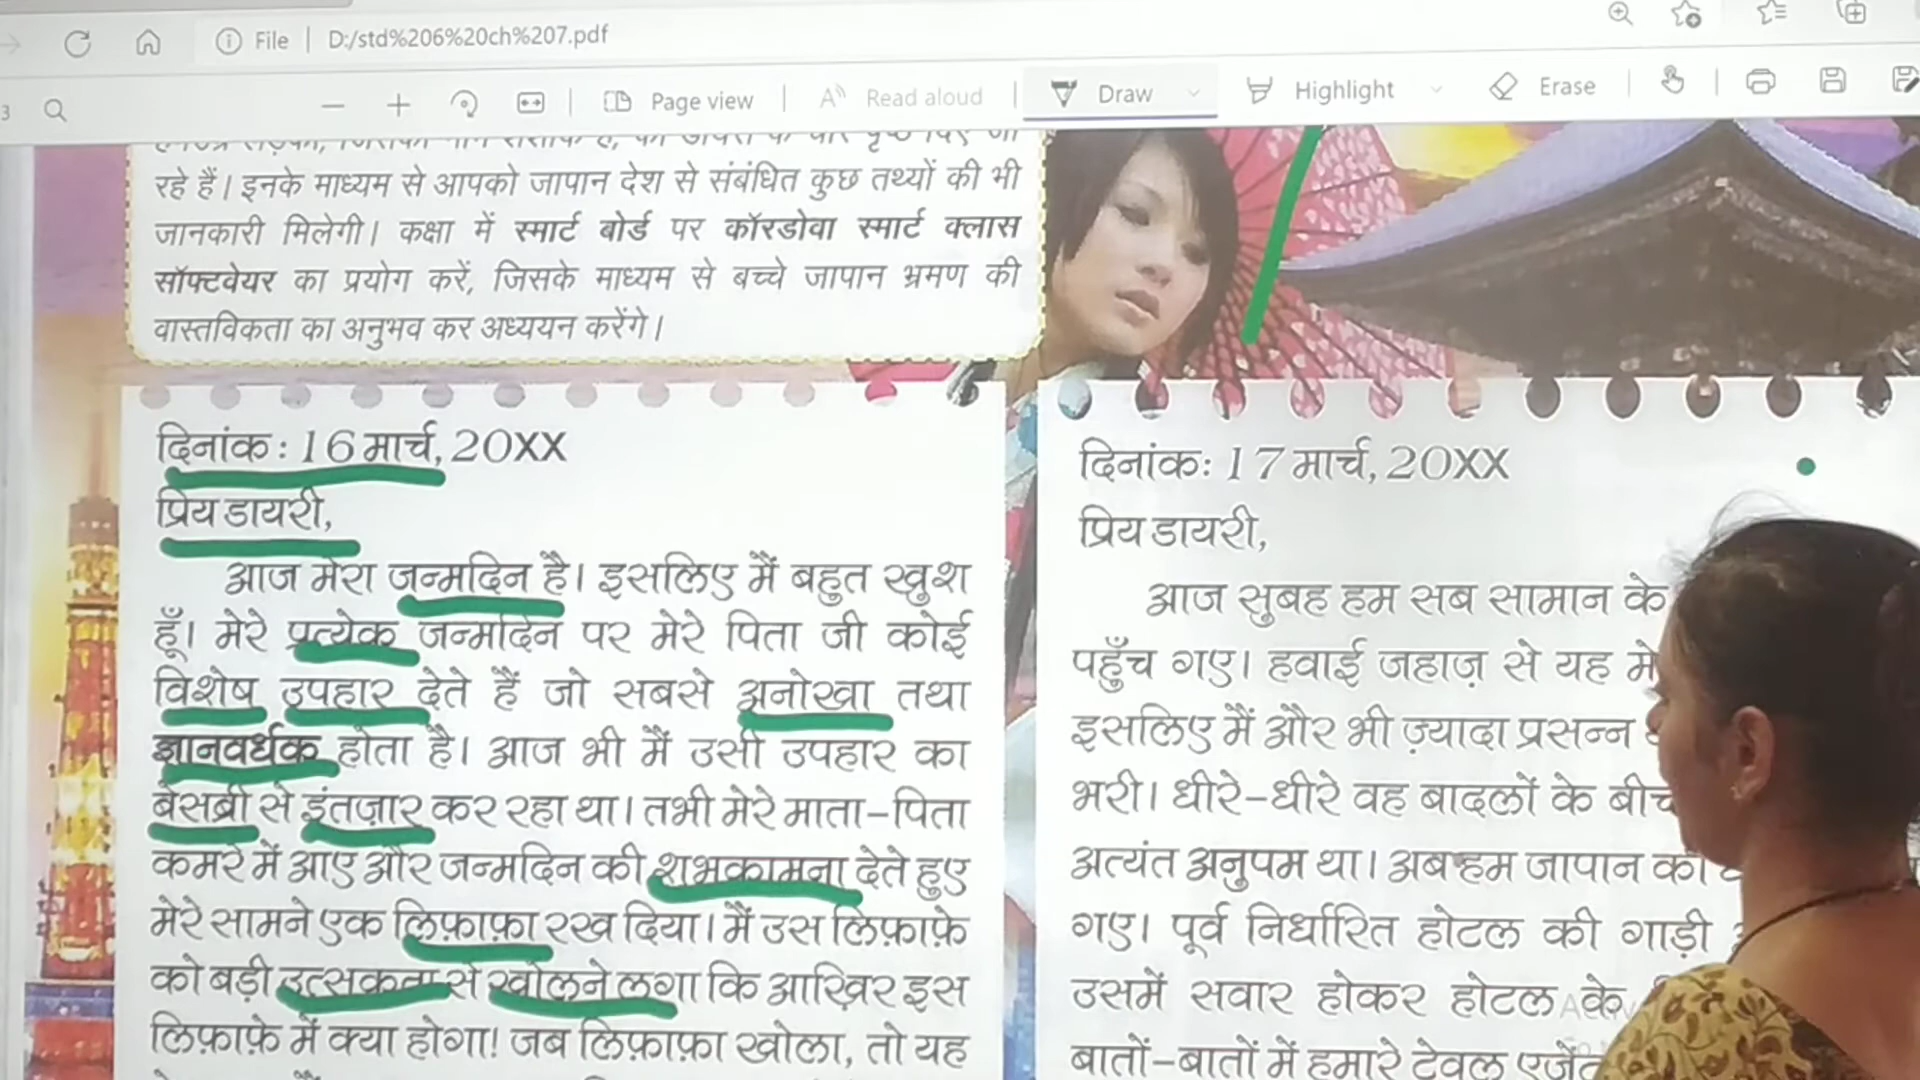 File | D:/std%206%20ch%207.pdf
3
Page view
Read aloud
Draw
Highlight
Erase
रहे हैं। इनके माध्यम से आपको जापान देश से संबंधित कुछ तथ्यों की भी
जानकारी मिलेगी। कक्षा में स्मार्ट बोर्ड पर कॉरडोवा स्मार्ट क्लास
सॉफ्टवेयर का प्रयोग करें, जिसके माध्यम से बच्चे जापान भ्रमण की
वास्तविकता का अनुभव कर अध्ययन करेंगे।
दिनांक : 16 मार्च, 20XX
प्रिय डायरी,
आज मेरा जन्मदिन है। इसलिए मैं बहुत खुश
हूँ। मेरे प्रत्येक जन्मदिन पर मेरे पिता जी कोई
विशेष उपहार देते हैं जो सबसे अनोखा तथा
ज्ञानवर्धक होता है। आज भी मैं उसी उपहार का
बेसब्री से इंतज़ार कर रहा था। तभी मेरे माता-पिता
कमरे में आए और जन्मदिन की शुभकामना देते हुए
मेरे सामने एक लिफ़ाफ़ा रख दिया। मैं उस लिफ़ाफ़े
को बड़ी उत्सुकता से खोलने लगा कि आख़िर इस
लिफ़ाफ़े में क्या होगा! जब लिफ़ाफ़ा खोला, तो यह
दिनांक: 17 मार्च, 20XX
प्रिय डायरी,
आज सुबह हम सब सामान के
पहुँच गए। हवाई जहाज़ से यह
इसलिए मैं और भी ज़्यादा प्रसन्न
भरी। धीरे-धीरे वह बादलों के बीच
अत्यंत अनुपम था। अब हम जापान
गए। पूर्व निर्धारित होटल की गाड़ी
उसमें सवार होकर होटल के
बातों-बातों में हमारे ट्रेवल एजेंट